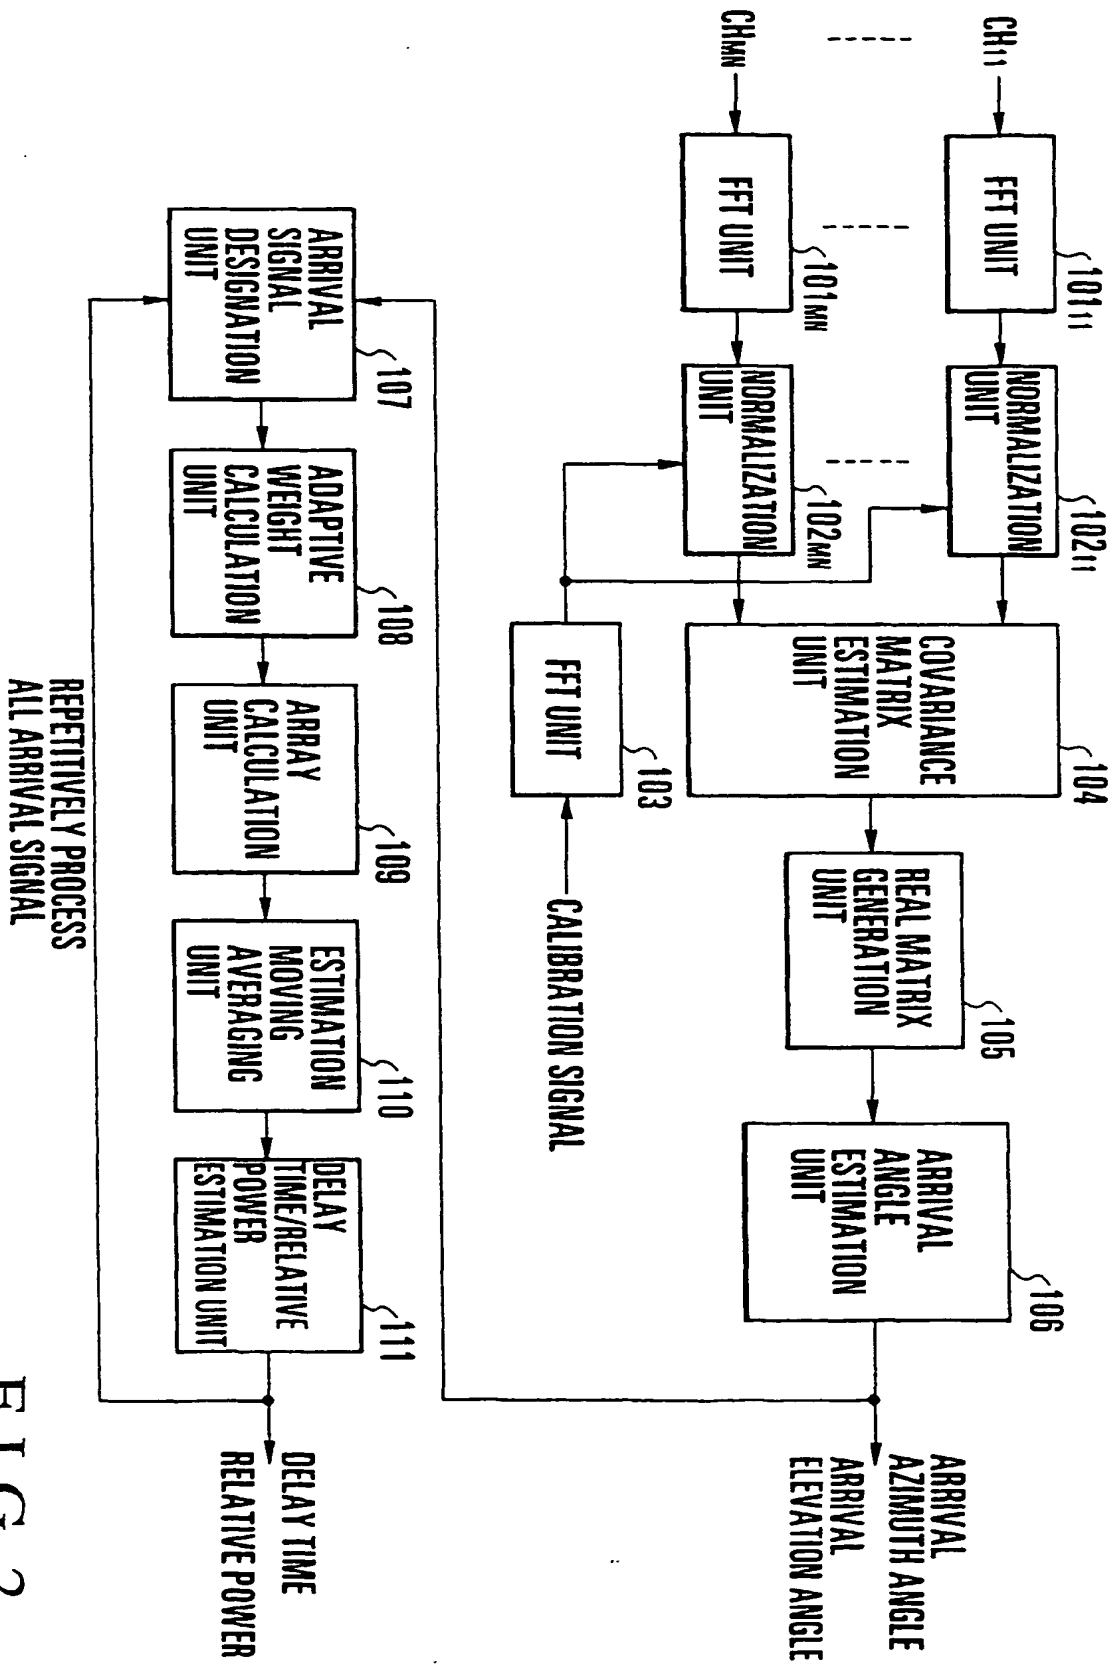 CH11
FFT UNIT
10111
NORMALIZATION
UNIT
10211
CHMN
FFT UNIT
101MN
NORMALIZATION
UNIT
102MN
COVARIANCE
MATRIX
ESTIMATION
UNIT
104
REAL MATRIX
GENERATION
UNIT
105
ARRIVAL
ANGLE
ESTIMATION
UNIT
106
ARRIVAL
AZIMUTH ANGLE
ARRIVAL
ELEVATION ANGLE
FFT UNIT
103
CALIBRATION SIGNAL
ARRIVAL
SIGNAL
DESIGNATION
UNIT
107
ADAPTIVE
WEIGHT
CALCULATION
UNIT
108
ARRAY
CALCULATION
UNIT
109
ESTIMATION
MOVING
AVERAGING
UNIT
110
DELAY
TIME/RELATIVE
POWER
ESTIMATION UNIT
111
DELAY TIME
RELATIVE POWER
REPETITIVELY PROCESS
ALL ARRIVAL SIGNAL
FIG.2